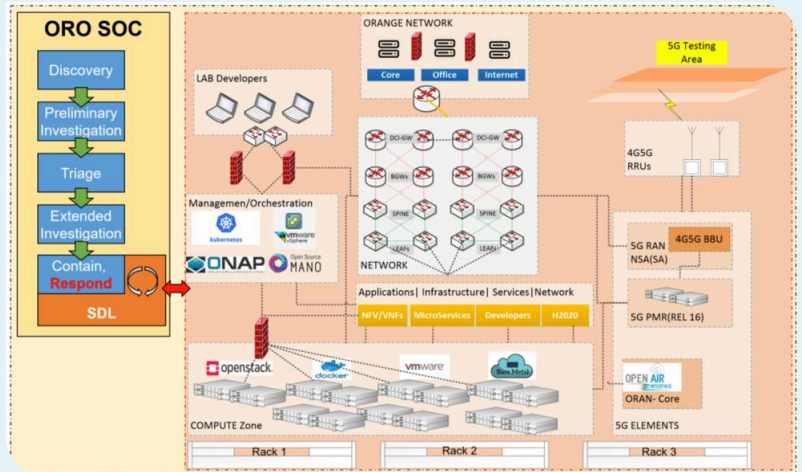 ORO SOC
Discovery
Preliminary
Investigation
Triage
Extended
Investigation
Contain,
Respond
SDL
ORANGE NETWORK
Core
Office
Internet
LAB Developers
5G Testing
Area
DCI-GW
DCI-GW
BGWs
BGWs
SPINE
SPINE
LEAFs
LEAFs
NETWORK
4G5G
RRUs
Managemen/Orchestration
kubernetes
vmware
vSphere
ONAP
Open Source
MANO
5G RAN
NSA(SA)
4G5G BBU
5G PMR(REL 16)
OPEN AIR
INTERFACE
ORAN- Core
5G ELEMENTS
Applications| Infrastructure| Services|Network
NFV/VNFs
MicroServices
Developers
H2020
openstack.
docker
vmware
Bare Metal
COMPUTE Zone
Rack 1
Rack 2
Rack 3